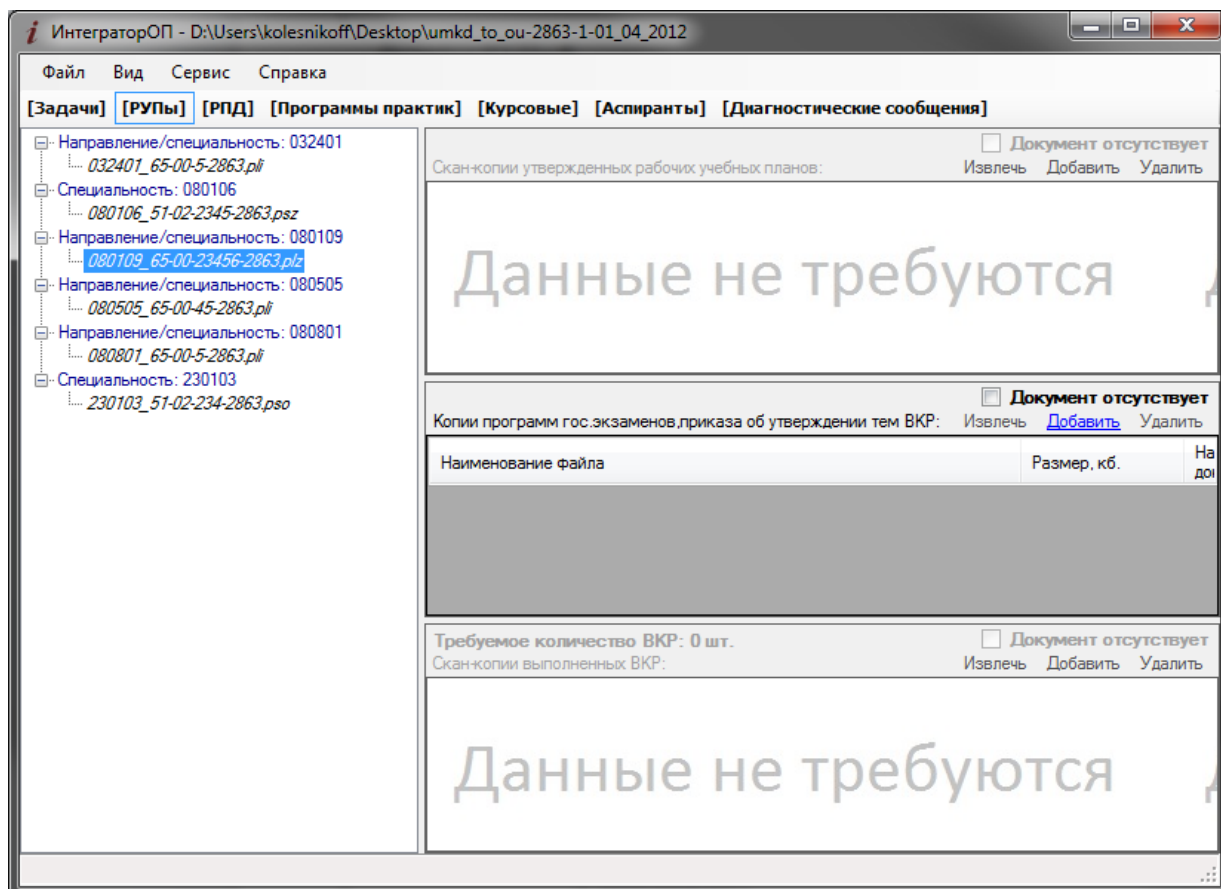 ИнтеграторОП - D:\Users\kolesnikoff\Desktop\umkd_to_ou-2863-1-01_04_2012
Файл Вид Сервис Справка
[Задачи] [РУПы] [РПД] [Программы практик] [Курсовые] [Аспиранты] [Диагностические сообщения]
Направление/специальность: 032401
032401_65-00-5-2863.pli
Специальность: 080106
080106_51-02-2345-2863.psz
Направление/специальность: 080109
080109_65-00-23456-2863.plz
Направление/специальность: 080505
080505_65-00-45-2863.pli
Направление/специальность: 080801
080801_65-00-5-2863.pli
Специальность: 230103
230103_51-02-234-2863.pso
Документ отсутствует
Скан-копии утвержденных рабочих учебных планов: Извлечь Добавить Удалить
Данные не требуются
Документ отсутствует
Копии программ гос.экзаменов,приказа об утверждении тем ВКР: Извлечь Добавить Удалить
Наименование файла Размер, кб.
Требуемое количество ВКР: 0 шт. Документ отсутствует
Скан-копии выполненных ВКР: Извлечь Добавить Удалить
Данные не требуются